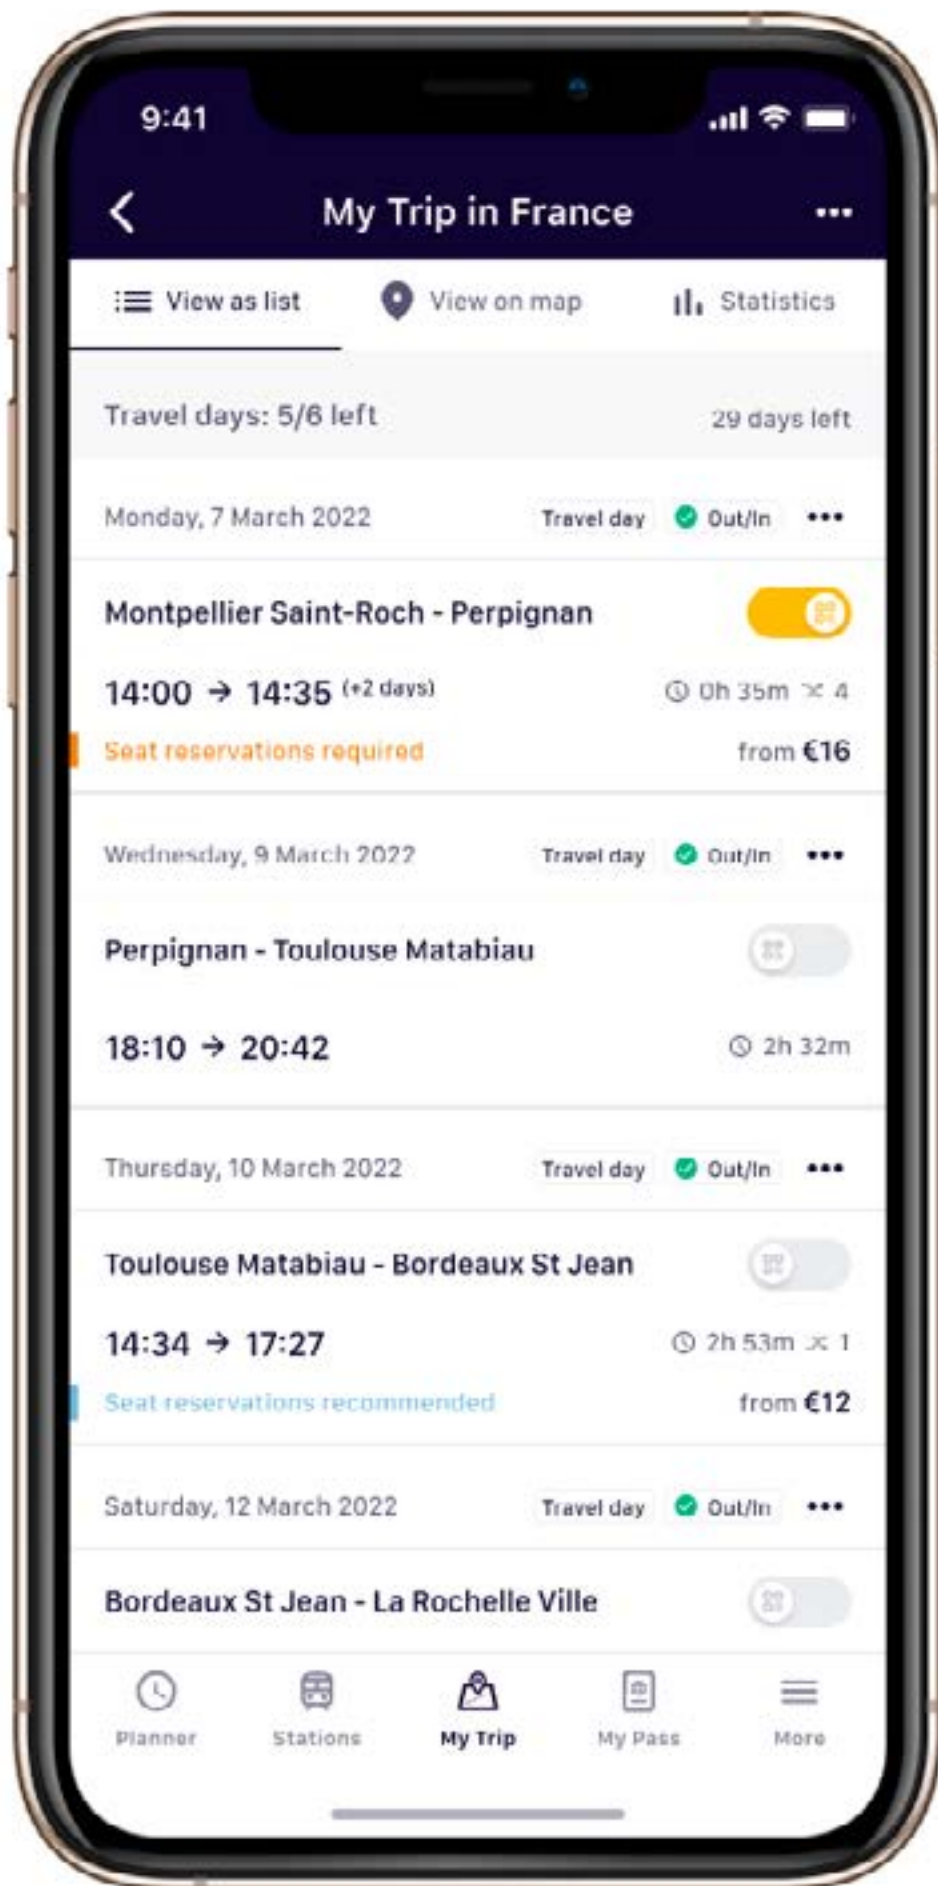 9:41
My Trip in France
View as list View on map Statistics
Travel days: 5/6 left 29 days left
Monday, 7 March 2022 Travel day Out/In
Montpellier Saint-Roch - Perpignan
14:00 → 14:35 (+2 days) 0h 35m 4
Seat reservations required from €16
Wednesday, 9 March 2022 Travel day Out/In
Perpignan - Toulouse Matabiau
18:10 → 20:42 2h 32m
Thursday, 10 March 2022 Travel day Out/In
Toulouse Matabiau - Bordeaux St Jean
14:34 → 17:27 2h 53m 1
Seat reservations recommended from €12
Saturday, 12 March 2022 Travel day Out/In
Bordeaux St Jean - La Rochelle Ville
Planner Stations My Trip My Pass More